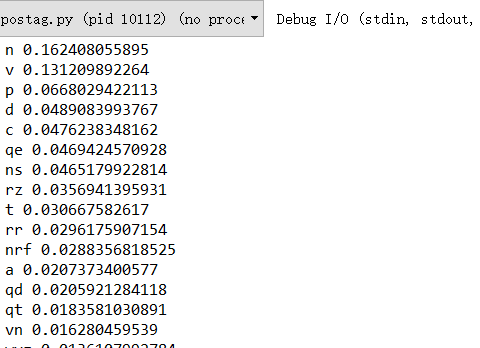 postag.py (pid 10112) (no proce Debug I/O (stdin, stdout,
n 0.162408055895
v 0.131209892264
p 0.0668029422113
d 0.0489083993767
c 0.0476238348162
qe 0.0469424570928
ns 0.0465179922814
rz 0.0356941395931
t 0.030667582617
rr 0.0296175907154
nrf 0.0288356818525
a 0.0207373400577
qd 0.0205921284118
qt 0.0183581030891
vn 0.016280459539